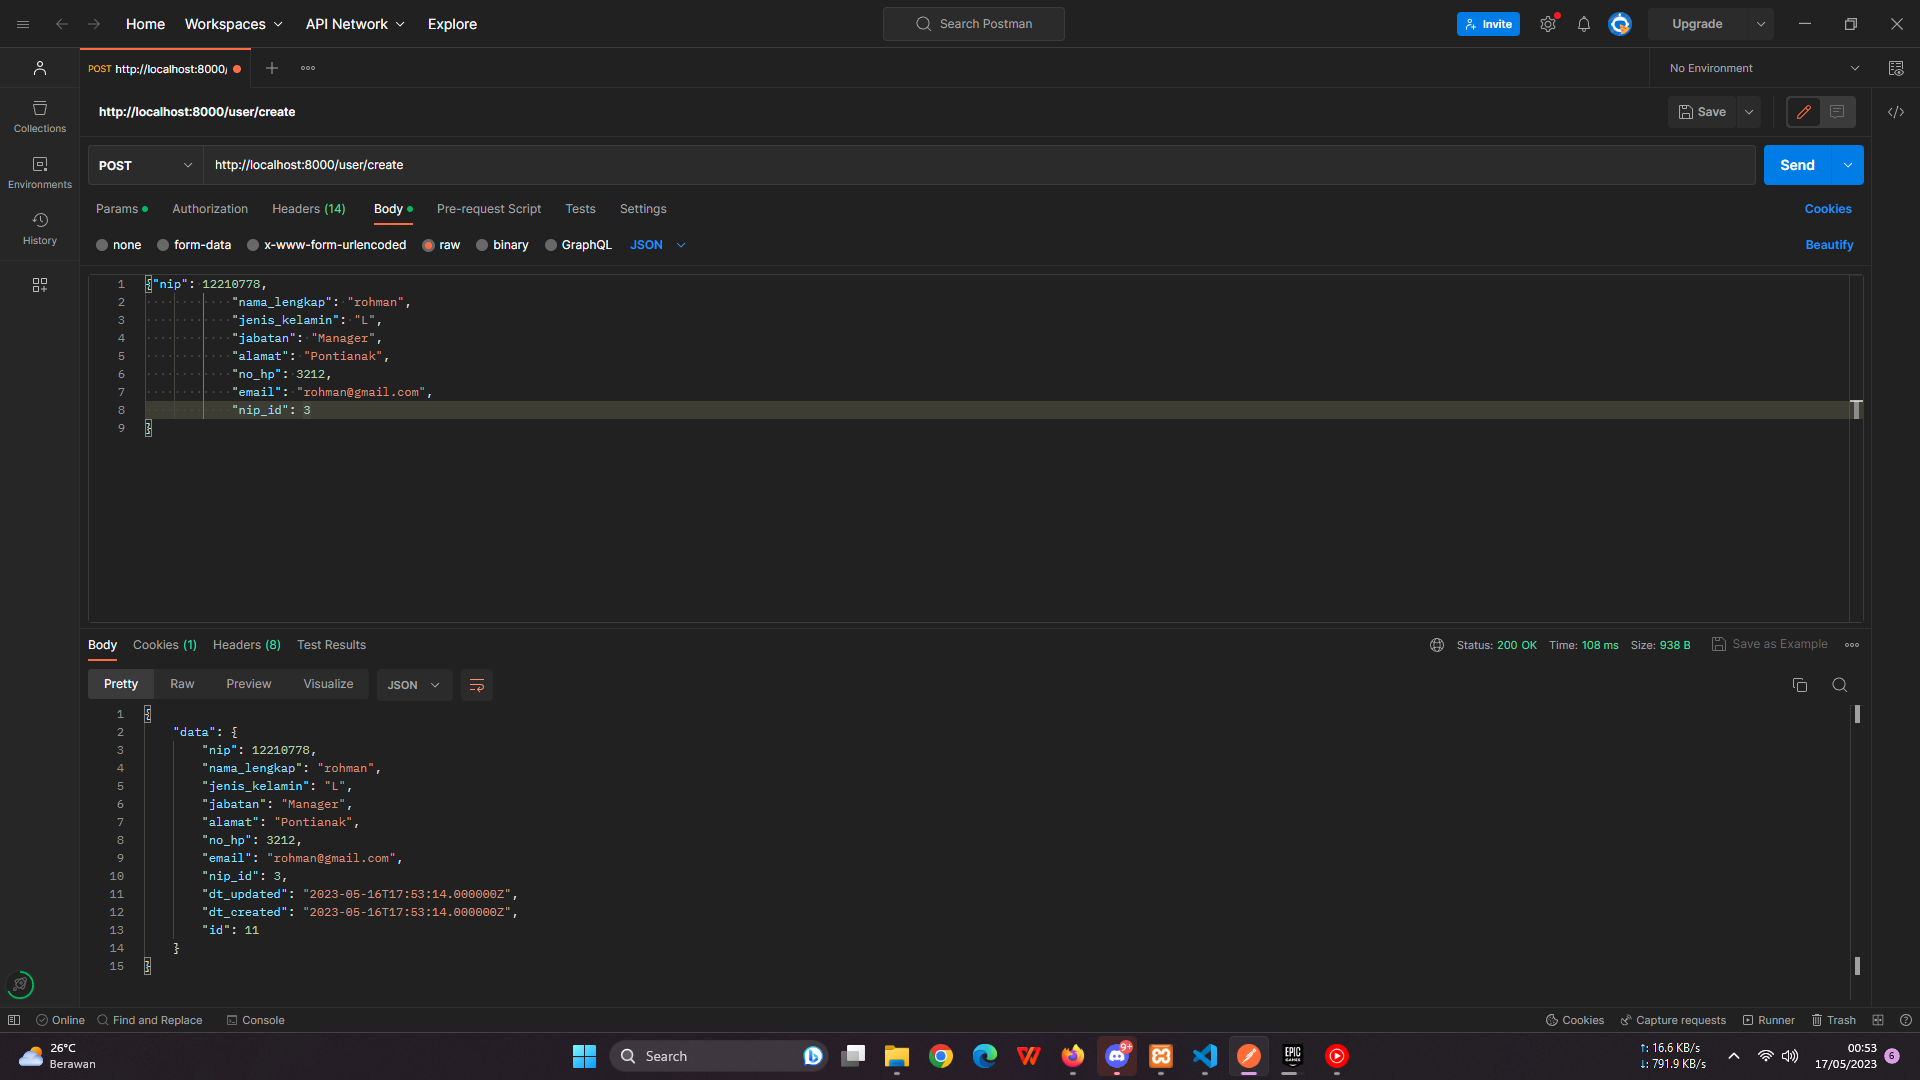 Home Workspaces API Network Explore Search Postman Invite Upgrade
POST http://localhost:8000/ No Environment
Collections
Environments
History
http://localhost:8000/user/create Save
POST http://localhost:8000/user/create Send
Params Authorization Headers (14) Body Pre-request Script Tests Settings Cookies
none form-data x-www-form-urlencoded raw binary GraphQL JSON Beautify
1 {"nip": 12210778,
2 "nama_lengkap": "rohman",
3 "jenis_kelamin": "L",
4 "jabatan": "Manager",
5 "alamat": "Pontianak",
6 "no_hp": 3212,
7 "email": "rohman@gmail.com",
8 "nip_id": 3
9 }
Body Cookies (1) Headers (8) Test Results Status: 200 OK Time: 108 ms Size: 938 B Save as Example
Pretty Raw Preview Visualize JSON
1 {
2 "data": {
3 "nip": 12210778,
4 "nama_lengkap": "rohman",
5 "jenis_kelamin": "L",
6 "jabatan": "Manager",
7 "alamat": "Pontianak",
8 "no_hp": 3212,
9 "email": "rohman@gmail.com",
10 "nip_id": 3,
11 "dt_updated": "2023-05-16T17:53:14.000000Z",
12 "dt_created": "2023-05-16T17:53:14.000000Z",
13 "id": 11
14 }
15 }
Online Find and Replace Console Cookies Capture requests Runner Trash
26°C
Berawan
Search
9+
EPIC
GAMES
↑: 16.6 KB/s
↓: 791.9 KB/s
00:53
17/05/2023
6